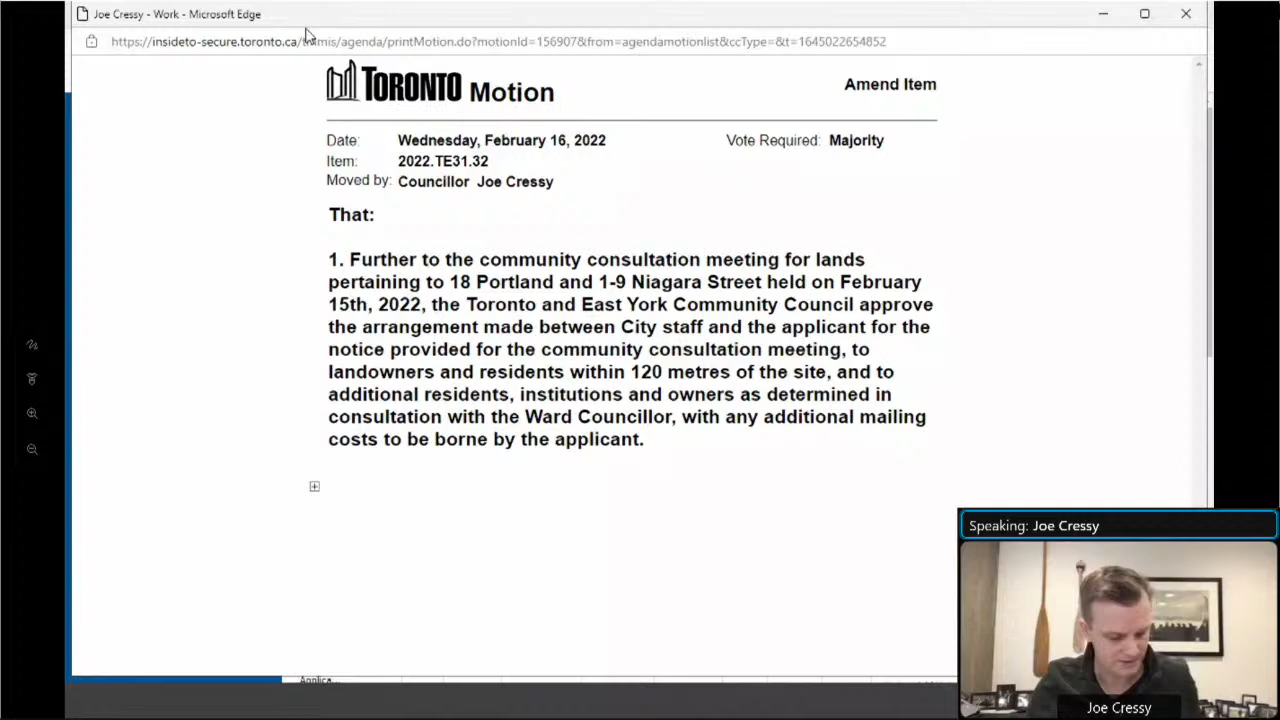 Joe Cressy - Work - Microsoft Edge
https://insideto-secure.toronto.ca/tmmis/agenda/printMotion.do?motionId=156907&from=agendamotionlist&ccType=&t=1645022654852
TORONTO Motion
Amend Item
Date: Wednesday, February 16, 2022
Vote Required: Majority
Item: 2022.TE31.32
Moved by: Councillor Joe Cressy
That:
1. Further to the community consultation meeting for lands
pertaining to 18 Portland and 1-9 Niagara Street held on February
15th, 2022, the Toronto and East York Community Council approve
the arrangement made between City staff and the applicant for the
notice provided for the community consultation meeting, to
landowners and residents within 120 metres of the site, and to
additional residents, institutions and owners as determined in
consultation with the Ward Councillor, with any additional mailing
costs to be borne by the applicant.
Speaking: Joe Cressy
Joe Cressy
Applica...